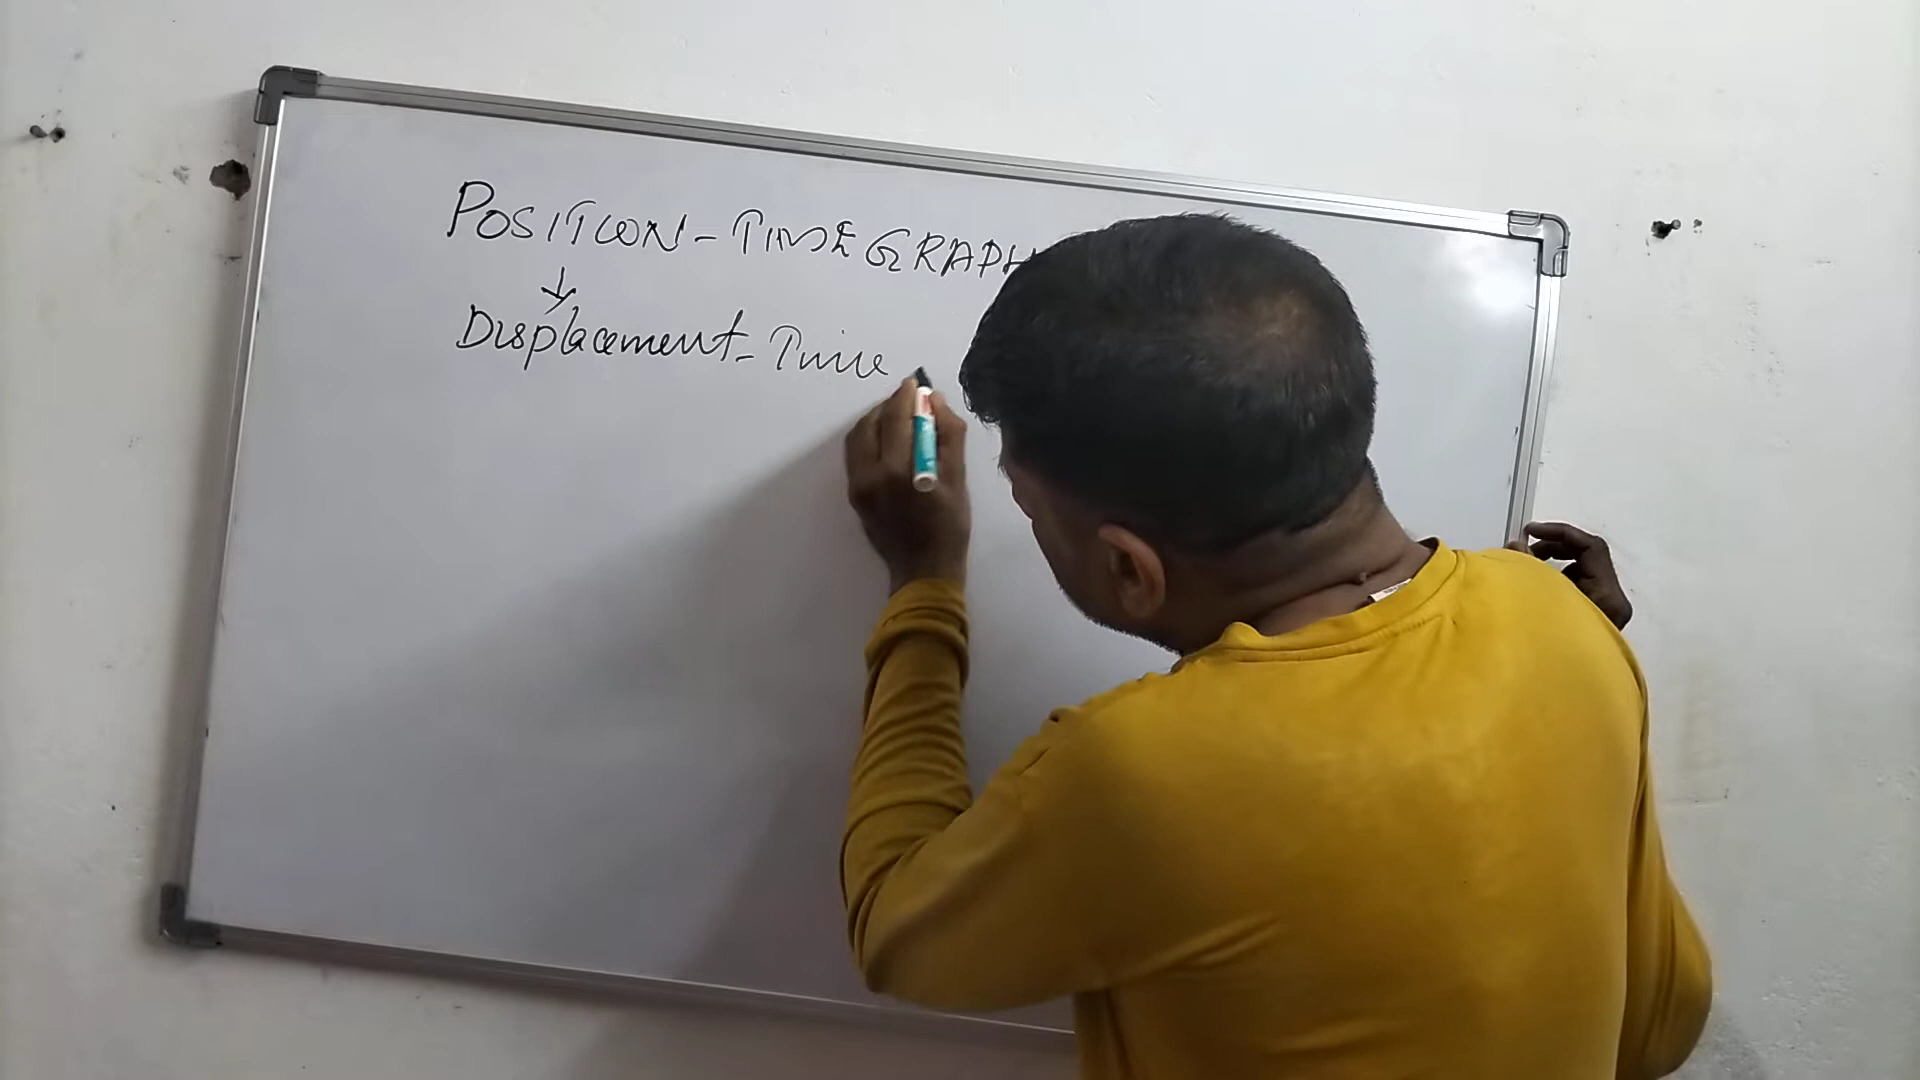 POSITION - TIME GRAPH
↓
Displacement - Time